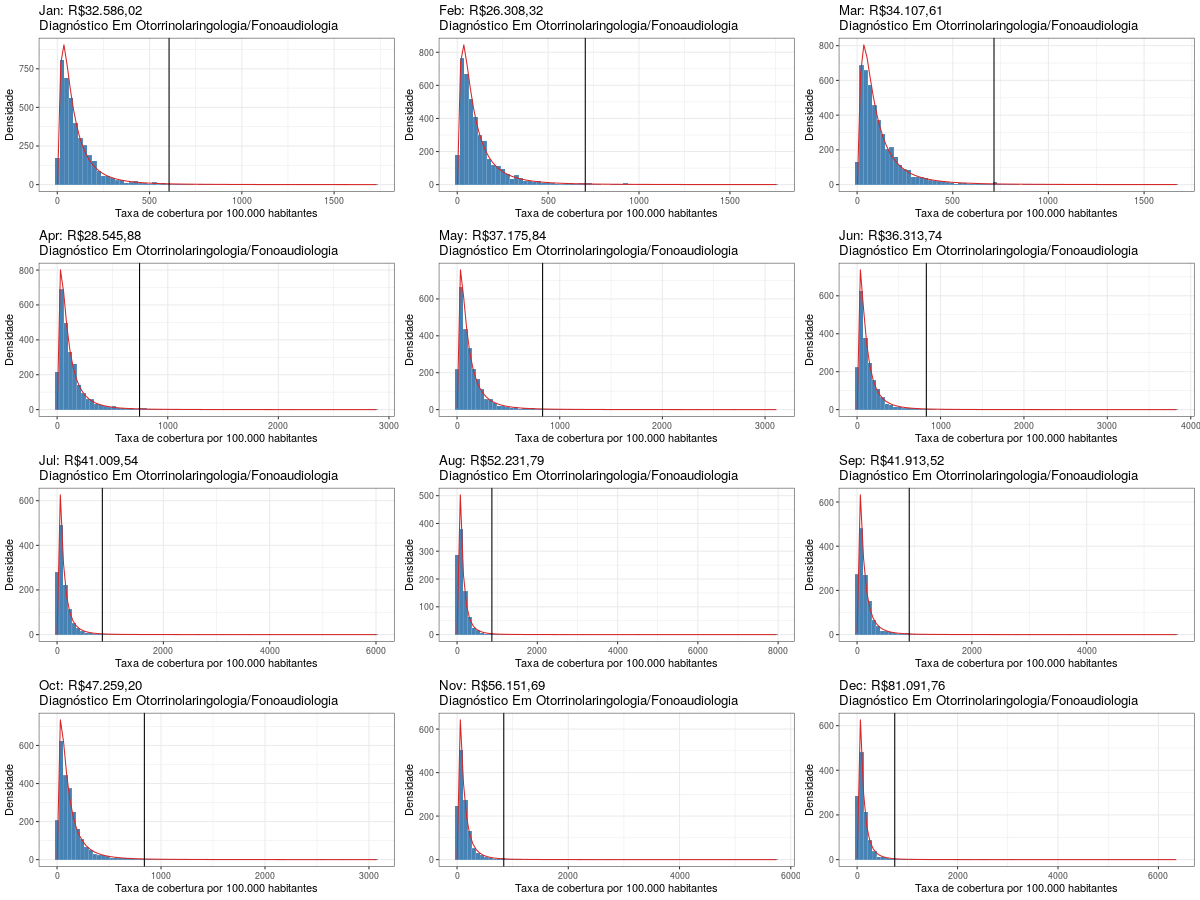 Jan: R$32.586,02
Diagnóstico Em Otorrinolaringologia/Fonoaudiologia
Densidade
750
500
250
0
0 500 1000 1500
Taxa de cobertura por 100.000 habitantes
Feb: R$26.308,32
Diagnóstico Em Otorrinolaringologia/Fonoaudiologia
Densidade
800
600
400
200
0
0 500 1000 1500
Taxa de cobertura por 100.000 habitantes
Mar: R$34.107,61
Diagnóstico Em Otorrinolaringologia/Fonoaudiologia
Densidade
800
600
400
200
0
0 500 1000 1500
Taxa de cobertura por 100.000 habitantes
Apr: R$28.545,88
Diagnóstico Em Otorrinolaringologia/Fonoaudiologia
Densidade
800
600
400
200
0
0 1000 2000 3000
Taxa de cobertura por 100.000 habitantes
May: R$37.175,84
Diagnóstico Em Otorrinolaringologia/Fonoaudiologia
Densidade
600
400
200
0
0 1000 2000 3000
Taxa de cobertura por 100.000 habitantes
Jun: R$36.313,74
Diagnóstico Em Otorrinolaringologia/Fonoaudiologia
Densidade
600
400
200
0
0 1000 2000 3000 4000
Taxa de cobertura por 100.000 habitantes
Jul: R$41.009,54
Diagnóstico Em Otorrinolaringologia/Fonoaudiologia
Densidade
600
400
200
0
0 2000 4000 6000
Taxa de cobertura por 100.000 habitantes
Aug: R$52.231,79
Diagnóstico Em Otorrinolaringologia/Fonoaudiologia
Densidade
500
400
300
200
100
0
0 2000 4000 6000 8000
Taxa de cobertura por 100.000 habitantes
Sep: R$41.913,52
Diagnóstico Em Otorrinolaringologia/Fonoaudiologia
Densidade
600
400
200
0
0 2000 4000
Taxa de cobertura por 100.000 habitantes
Oct: R$47.259,20
Diagnóstico Em Otorrinolaringologia/Fonoaudiologia
Densidade
600
400
200
0
0 1000 2000 3000
Taxa de cobertura por 100.000 habitantes
Nov: R$56.151,69
Diagnóstico Em Otorrinolaringologia/Fonoaudiologia
Densidade
600
400
200
0
0 2000 4000 6000
Taxa de cobertura por 100.000 habitantes
Dec: R$81.091,76
Diagnóstico Em Otorrinolaringologia/Fonoaudiologia
Densidade
600
400
200
0
0 2000 4000 6000
Taxa de cobertura por 100.000 habitantes